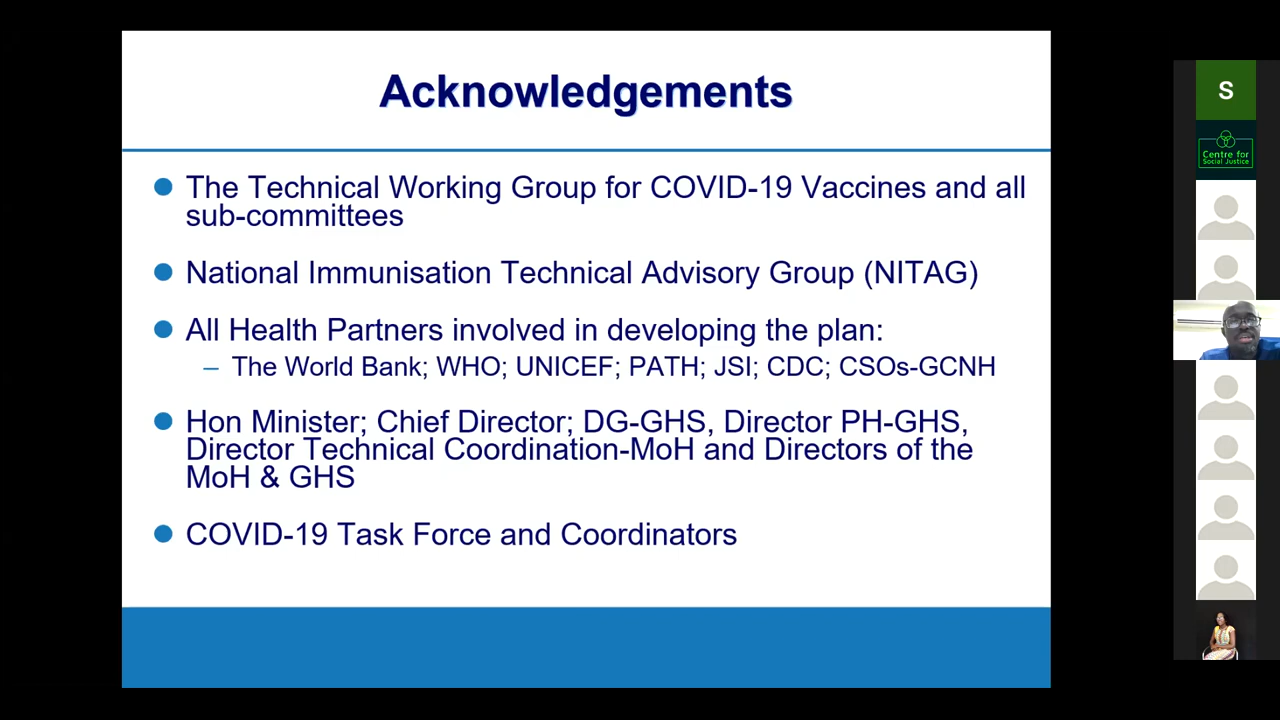 Acknowledgements
The Technical Working Group for COVID-19 Vaccines and all
sub-committees
National Immunisation Technical Advisory Group (NITAG)
All Health Partners involved in developing the plan:
– The World Bank; WHO; UNICEF; PATH; JSI; CDC; CSOs-GCNH
Hon Minister; Chief Director; DG-GHS, Director PH-GHS,
Director Technical Coordination-MoH and Directors of the
MoH & GHS
COVID-19 Task Force and Coordinators
S
Centre for
Social Justice